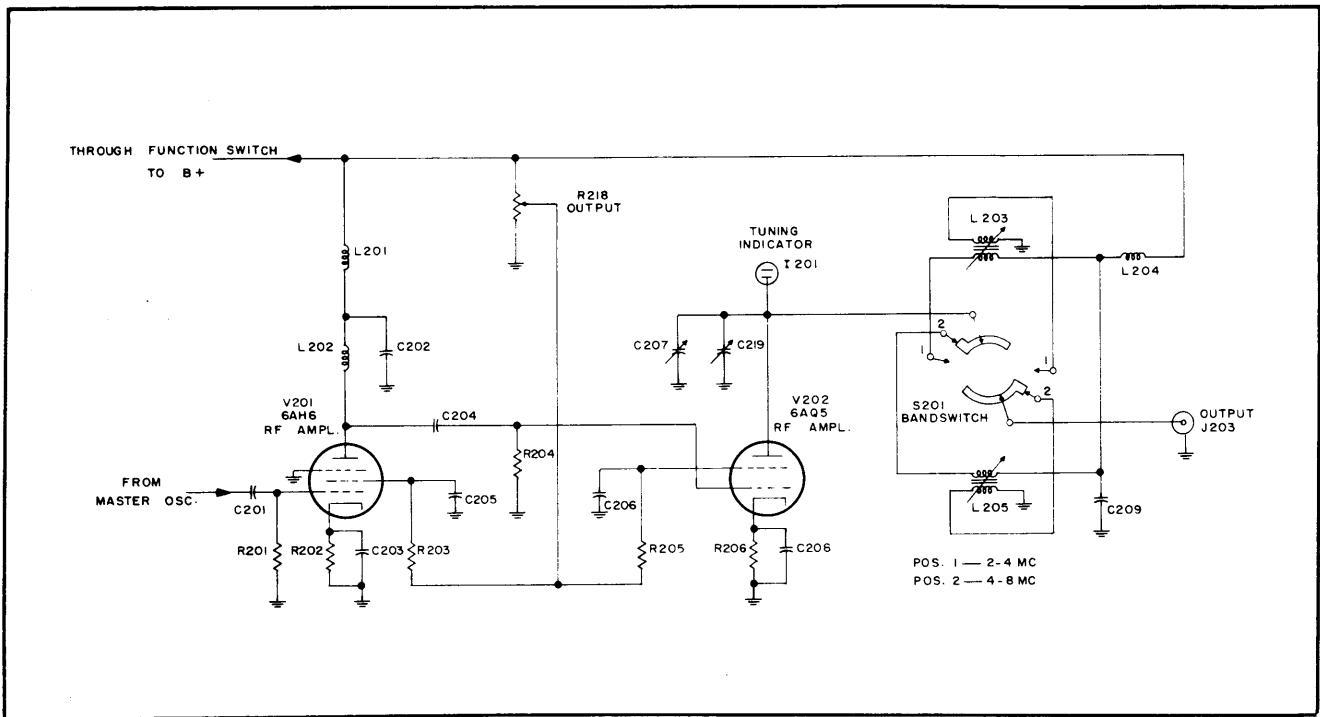 THROUGH FUNCTION SWITCH
TO B+
R218
OUTPUT
L201
L202
C202
V201
6AH6
RF AMPL.
C204
R204
FROM
MASTER OSC.
C201
R201
R202
C203
R203
C205
C206
R205
TUNING
INDICATOR
I201
C207
C219
V202
6AQ5
RF AMPL.
R206
C208
L203
L204
2
1
1
2
S201
BANDSWITCH
OUTPUT
J203
L205
C209
POS. 1 — 2-4 MC
POS. 2 — 4-8 MC